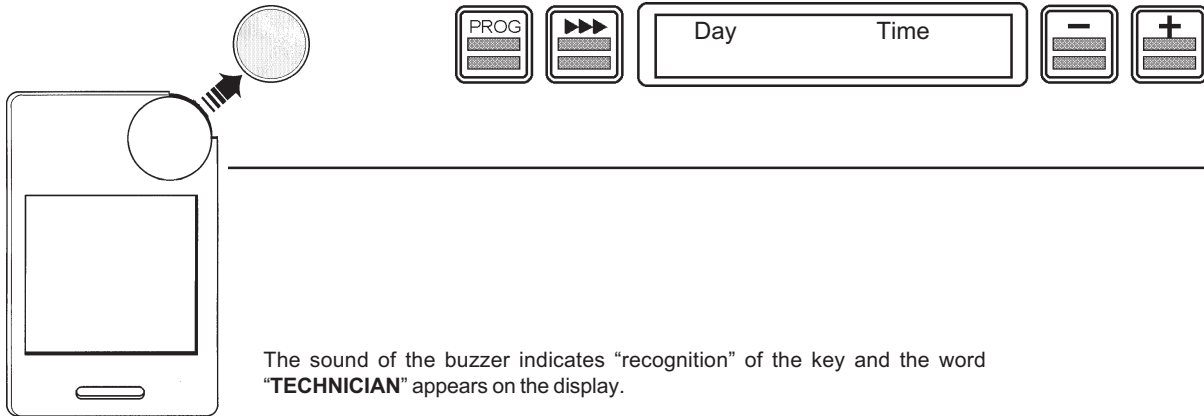 PROG Day Time − +
The sound of the buzzer indicates “recognition” of the key and the word
“TECHNICIAN” appears on the display.